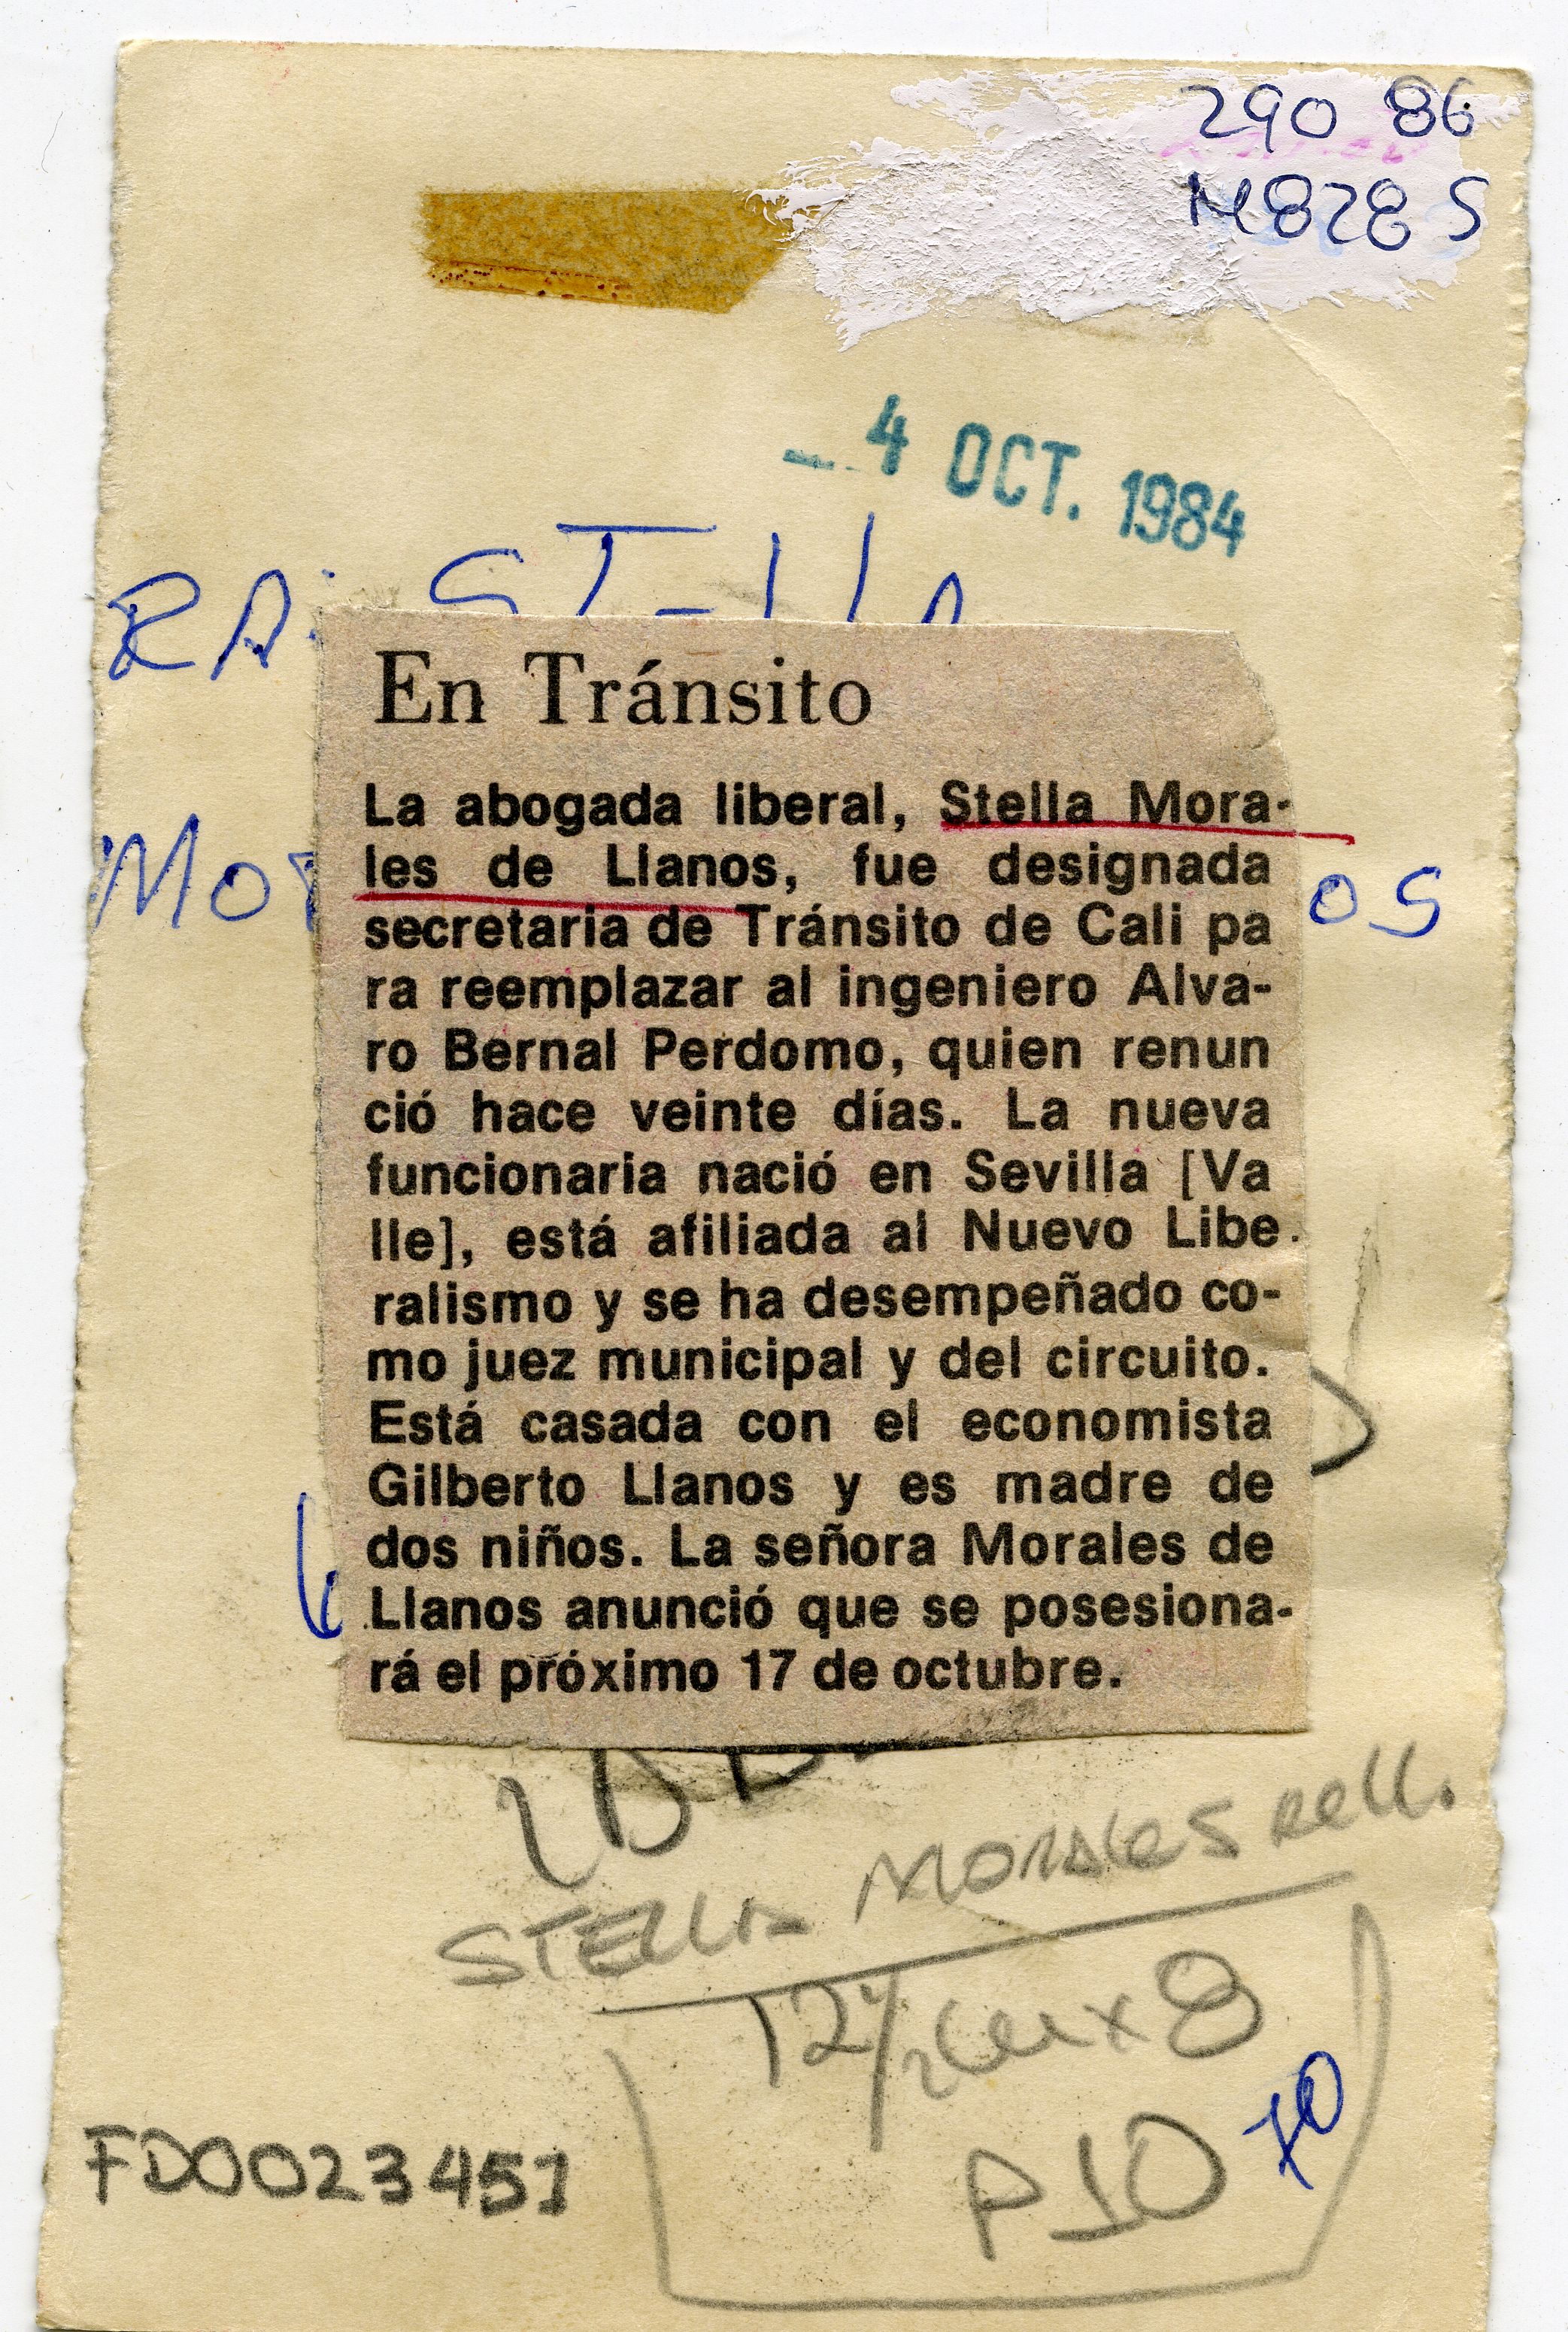 290 86
M828 S
- 4 OCT. 1984
En Tránsito
La abogada liberal, Stella Mora-
les de Llanos, fue designada
secretaria de Tránsito de Cali pa
ra reemplazar al ingeniero Alva-
ro Bernal Perdomo, quien renun
ció hace veinte días. La nueva
funcionaria nació en Sevilla [Va
lle], está afiliada al Nuevo Libe.
ralismo y se ha desempeñado co-
mo juez municipal y del circuito.
Está casada con el economista
Gilberto Llanos y es madre de
dos niños. La señora Morales de
Llanos anunció que se posesiona-
rá el próximo 17 de octubre.
STELLA MORALES
FD0023451
P10